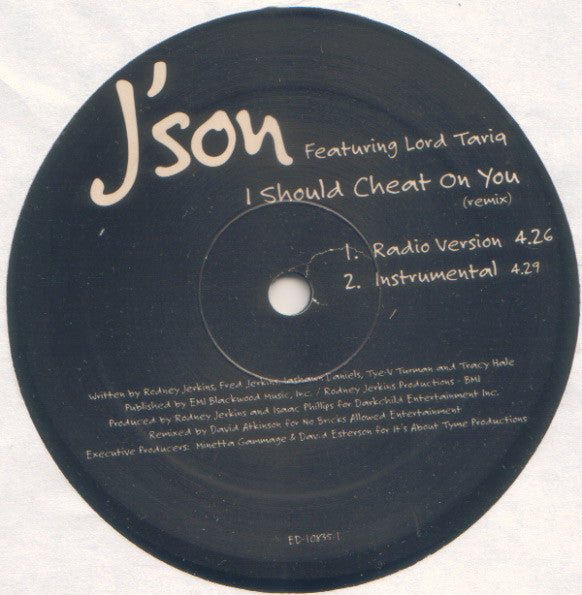 J'son Featuring Lord Tariq
I Should Cheat On You
(remix)
1. Radio Version 4.26
2. Instrumental 4.29
Written by Rodney Jerkins, Fred Jerkins, Lashawn Daniels, Tye-V Turman and Tracy Hale
Published by EMI Blackwood Music, Inc. / Rodney Jerkins Productions - BMI
Produced by Rodney Jerkins and Isaac Phillips for Darkchild Entertainment Inc.
Remixed by David Atkinson for No Bricks Allowed Entertainment
Executive Producers: Minetta Gammage & David Esterson for It's About Tyme Productions
ED-10835-1